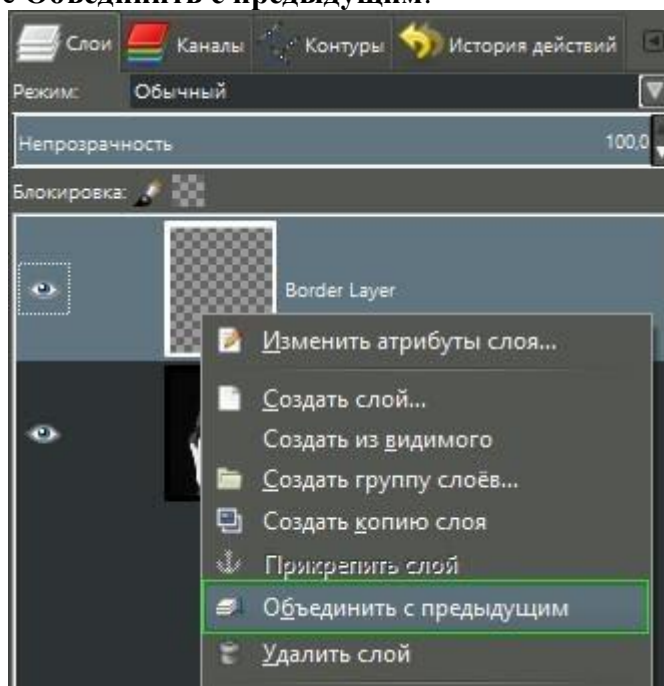 с Объединить с предыдущим.
Слои Каналы Контуры История действий
Режим: Обычный
Непрозрачность 100,0
Блокировка:
Border Layer
Изменить атрибуты слоя...
Создать слой...
Создать из видимого
Создать группу слоёв...
Создать копию слоя
Прикрепить слой
Объединить с предыдущим
Удалить слой